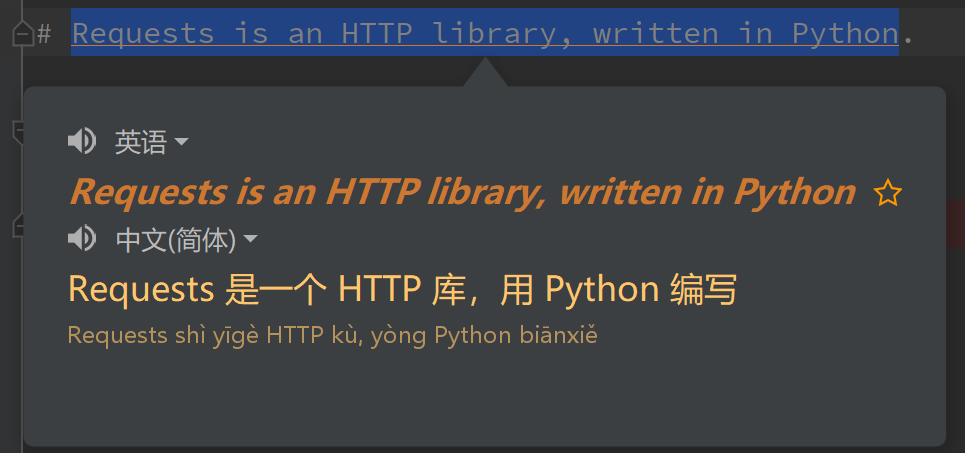 # Requests is an HTTP library, written in Python.
英语
Requests is an HTTP library, written in Python
中文(简体)
Requests 是一个 HTTP 库，用 Python 编写
Requests shì yīgè HTTP kù, yòng Python biānxiě